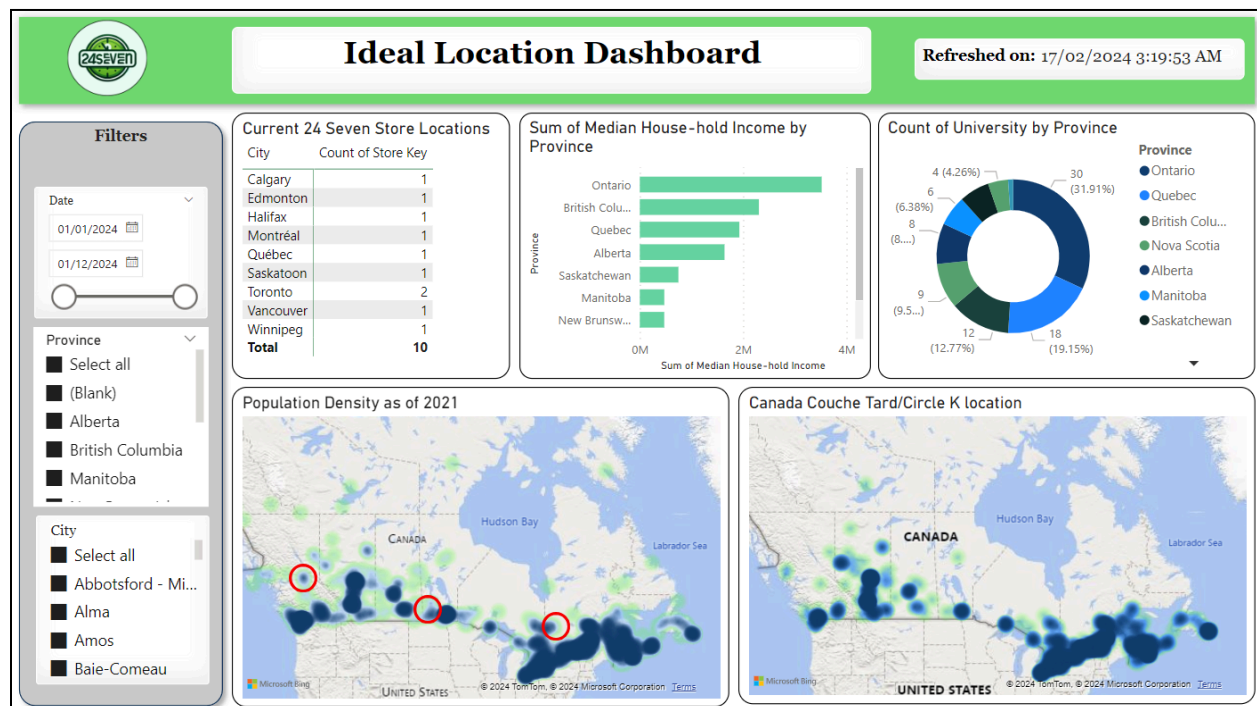 24SEVEN
Ideal Location Dashboard
Refreshed on: 17/02/2024 3:19:53 AM
Filters
Date
01/01/2024
01/12/2024
Province
Select all
(Blank)
Alberta
British Columbia
Manitoba
City
Select all
Abbotsford - Mi...
Alma
Amos
Baie-Comeau
Current 24 Seven Store Locations
City Count of Store Key
Calgary 1
Edmonton 1
Halifax 1
Montréal 1
Québec 1
Saskatoon 1
Toronto 2
Vancouver 1
Winnipeg 1
Total 10
Sum of Median House-hold Income by
Province
Province
Ontario
British Colu...
Quebec
Alberta
Saskatchewan
Manitoba
New Brunsw...
0M 2M 4M
Sum of Median House-hold Income
Count of University by Province
4 (4.26%)
6
(6.38%)
8
(8....)
9
(9.5...)
12
(12.77%)
18
(19.15%)
30
(31.91%)
Province
Ontario
Quebec
British Colu...
Nova Scotia
Alberta
Manitoba
Saskatchewan
Population Density as of 2021
Hudson Bay
CANADA
Labrador Sea
UNITED STATES
Microsoft Bing
© 2024 TomTom, © 2024 Microsoft Corporation Terms
Canada Couche Tard/Circle K location
Hudson Bay
CANADA
Labrador Sea
UNITED STATES
Microsoft Bing
© 2024 TomTom, © 2024 Microsoft Corporation Terms